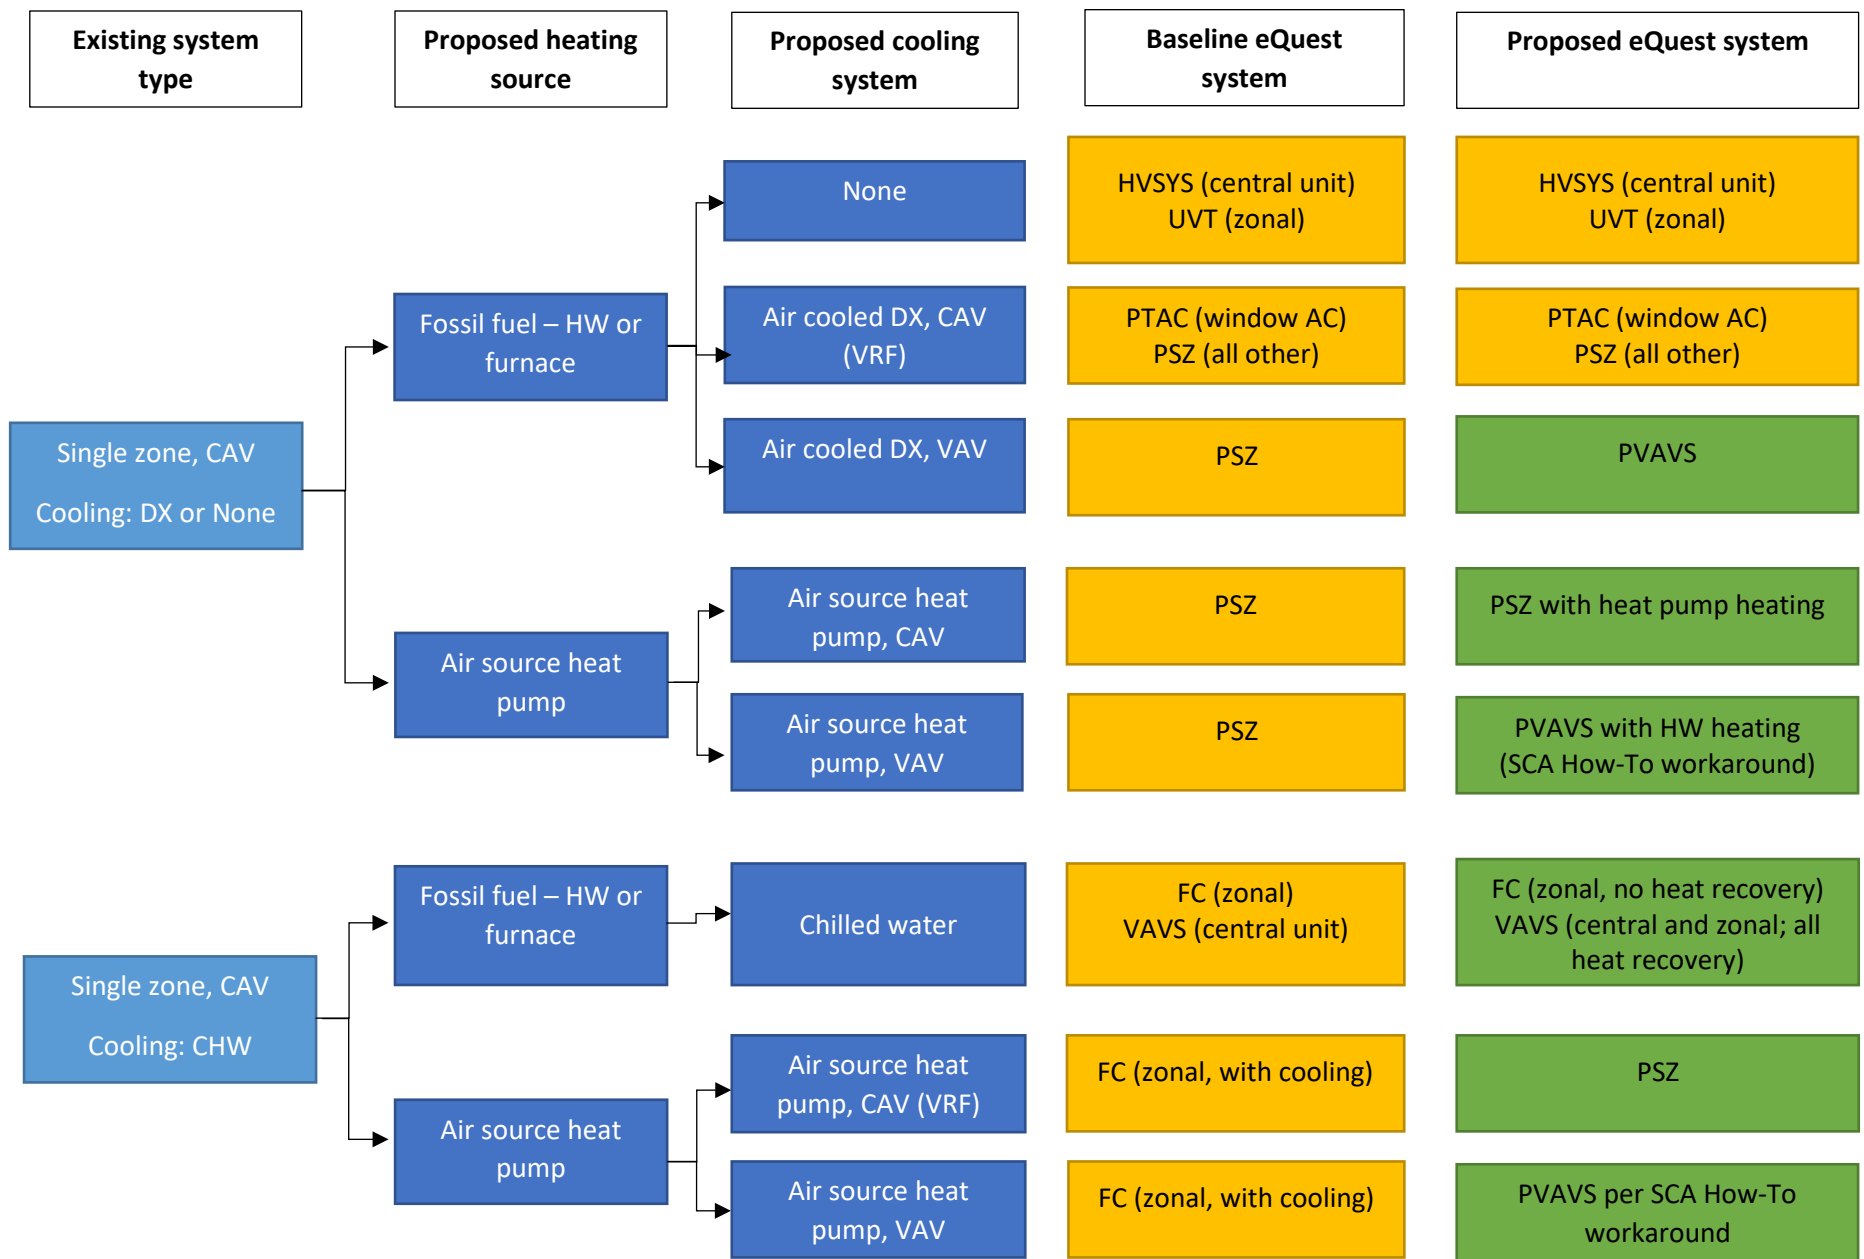 Existing system
type
Proposed heating
source
Proposed cooling
system
Baseline eQuest
system
Proposed eQuest system
None
HVSYS (central unit)
UVT (zonal)
HVSYS (central unit)
UVT (zonal)
Fossil fuel – HW or
furnace
Air cooled DX, CAV
(VRF)
PTAC (window AC)
PSZ (all other)
PTAC (window AC)
PSZ (all other)
Single zone, CAV
Cooling: DX or None
Air cooled DX, VAV
PSZ
PVAVS
Air source heat
pump
Air source heat
pump, CAV
PSZ
PSZ with heat pump heating
Air source heat
pump, VAV
PSZ
PVAVS with HW heating
(SCA How-To workaround)
Single zone, CAV
Cooling: CHW
Fossil fuel – HW or
furnace
Chilled water
FC (zonal)
VAVS (central unit)
FC (zonal, no heat recovery)
VAVS (central and zonal; all
heat recovery)
Air source heat
pump
Air source heat
pump, CAV (VRF)
FC (zonal, with cooling)
PSZ
Air source heat
pump, VAV
FC (zonal, with cooling)
PVAVS per SCA How-To
workaround